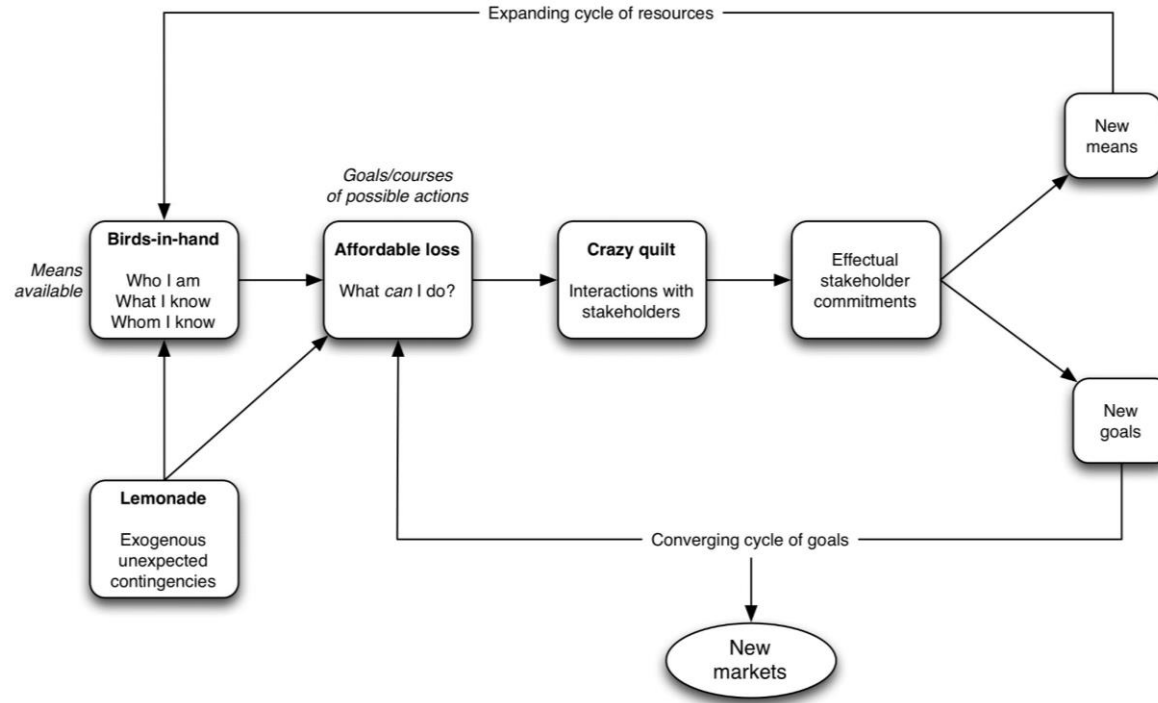 Expanding cycle of resources
New
means
Goals/courses
of possible actions
Means
available
Birds-in-hand
Who I am
What I know
Whom I know
Affordable loss
What can I do?
Crazy quilt
Interactions with
stakeholders
Effectual
stakeholder
commitments
New
goals
Lemonade
Exogenous
unexpected
contingencies
Converging cycle of goals
New
markets